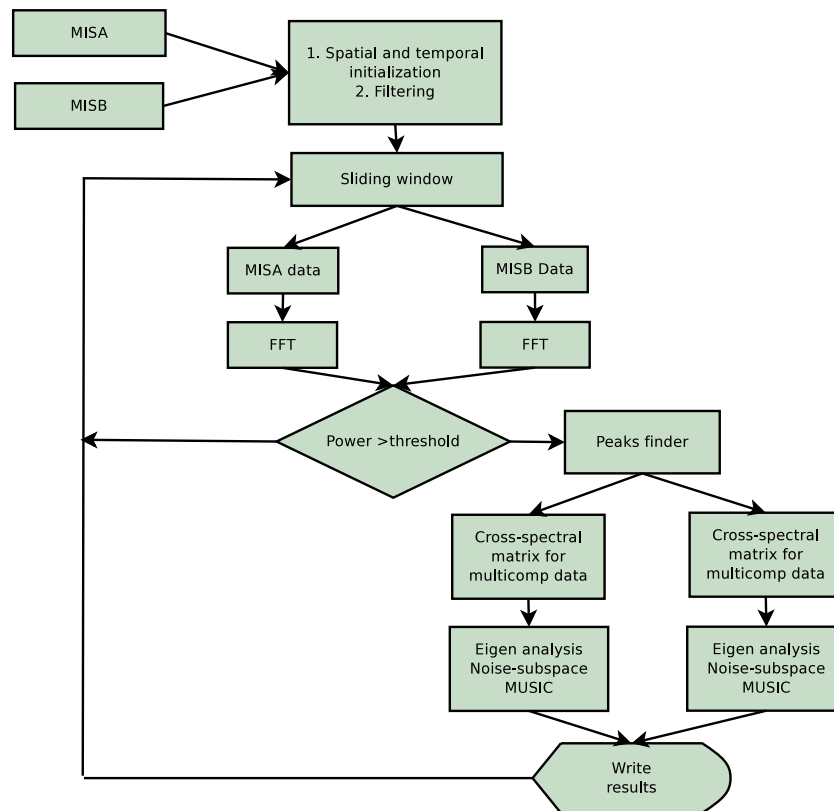 MISA
1. Spatial and temporal
initialization
2. Filtering
MISB
Sliding window
MISA data
MISB Data
FFT
FFT
Power >threshold
Peaks finder
Cross-spectral
matrix for
multicomp data
Cross-spectral
matrix for
multicomp data
Eigen analysis
Noise-subspace
MUSIC
Eigen analysis
Noise-subspace
MUSIC
Write
results